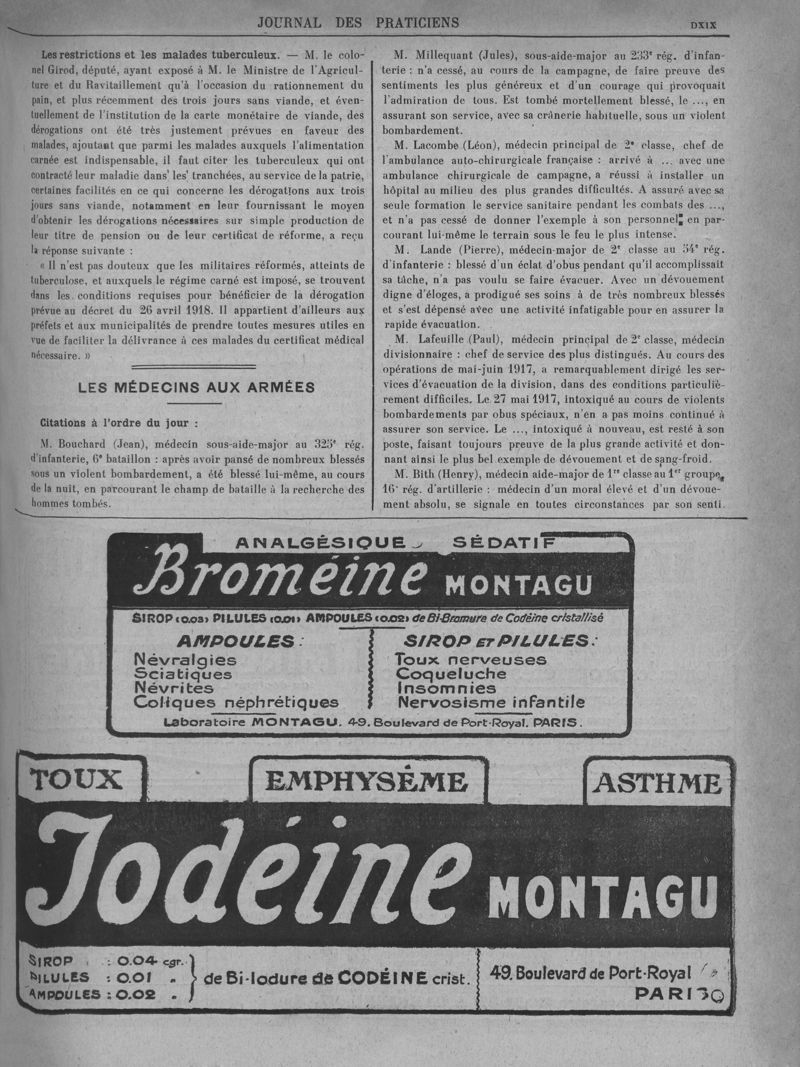 JOURNAL DES PRATICIENS
DXIX
Les restrictions et les malades tuberculeux. — M. le colo-
nel Girod, député, ayant exposé à M. le Ministre de l'Agricul-
ture et du Ravitaillement qu'à l'occasion du rationnement du
pain, et plus récemment des trois jours sans viande, et éven-
tuellement de l'institution de la carte monétaire de viande, des
dérogations ont été très justement prévues en faveur des
malades, ajoutant que parmi les malades auxquels l'alimentation
carnée est indispensable, il faut citer les tuberculeux qui ont
contracté leur maladie dans les tranchées, au service de la patrie,
certaines facilités en ce qui concerne les dérogations aux trois
jours sans viande, notamment en leur fournissant le moyen
d'obtenir les dérogations nécessaires sur simple production de
leur titre de pension ou de leur certificat de réforme, a reçu
la réponse suivante :
« Il n'est pas douteux que les militaires réformés, atteints de
tuberculose, et auxquels le régime carné est imposé, se trouvent
dans les conditions requises pour bénéficier de la dérogation
prévue au décret du 26 avril 1918. Il appartient d'ailleurs aux
préfets et aux municipalités de prendre toutes mesures utiles en
vue de faciliter la délivrance à ces malades du certificat médical
nécessaire. »
LES MÉDECINS AUX ARMÉES
Citations à l'ordre du jour :
M. Bouchard (Jean), médecin sous-aide-major au 325e rég.
d'infanterie, 6e bataillon : après avoir pansé de nombreux blessés
sous un violent bombardement, a été blessé lui-même, au cours
de la nuit, en parcourant le champ de bataille à la recherche des
hommes tombés.
M. Millequant (Jules), sous-aide-major au 233e rég. d'infan-
terie : n'a cessé, au cours de la campagne, de faire preuve des
sentiments les plus généreux et d'un courage qui provoquait
l'admiration de tous. Est tombé mortellement blessé, le ..., en
assurant son service, avec sa crânerie habituelle, sous un violent
bombardement.
M. Lacombe (Léon), médecin principal de 2e classe, chef de
l'ambulance auto-chirurgicale française : arrivé à ... avec une
ambulance chirurgicale de campagne, a réussi à installer un
hôpital au milieu des plus grandes difficultés. A assuré avec sa
seule formation le service sanitaire pendant les combats des ...,
et n'a pas cessé de donner l'exemple à son personnel; en par-
courant lui-même le terrain sous le feu le plus intense.
M. Lande (Pierre), médecin-major de 2e classe au 34e rég.
d'infanterie : blessé d'un éclat d'obus pendant qu'il accomplissait
sa tâche, n'a pas voulu se faire évacuer. Avec un dévouement
digne d'éloges, a prodigué ses soins à de très nombreux blessés
et s'est dépensé avec une activité infatigable pour en assurer la
rapide évacuation.
M. Lafeuille (Paul), médecin principal de 2e classe, médecin
divisionnaire : chef de service des plus distingués. Au cours des
opérations de mai-juin 1917, a remarquablement dirigé les ser-
vices d'évacuation de la division, dans des conditions particuliè-
rement difficiles. Le 27 mai 1917, intoxiqué au cours de violents
bombardements par obus spéciaux, n'en a pas moins continué à
assurer son service. Le ..., intoxiqué à nouveau, est resté à son
poste, faisant toujours preuve de la plus grande activité et don-
nant ainsi le plus bel exemple de dévouement et de sang-froid.
M. Bith (Henry), médecin aide-major de 1re classe au 1er groupe,
16e rég. d'artillerie : médecin d'un moral élevé et d'un dévoue-
ment absolu, se signale en toutes circonstances par son senti.
ANALGÉSIQUE SÉDATIF
Broméine MONTAGU
SIROP (0.03) PILULES (0.01) AMPOULES (0.02) de Bi-Bromure de Codéine cristallisé
AMPOULES :
Névralgies
Sciatiques
Névrites
Coliques néphrétiques
SIROP ET PILULES :
Toux nerveuses
Coqueluche
Insomnies
Nervosisme infantile
Laboratoire MONTAGU. 49. Boulevard de Port-Royal. PARIS.
TOUX
EMPHYSÈME
ASTHME
Iodéine MONTAGU
SIROP : 0.04 cgr.
PILULES : 0.01 "
AMPOULES : 0.02 "
de Bi-Iodure de CODÉINE crist.
49. Boulevard de Port-Royal
PARIS